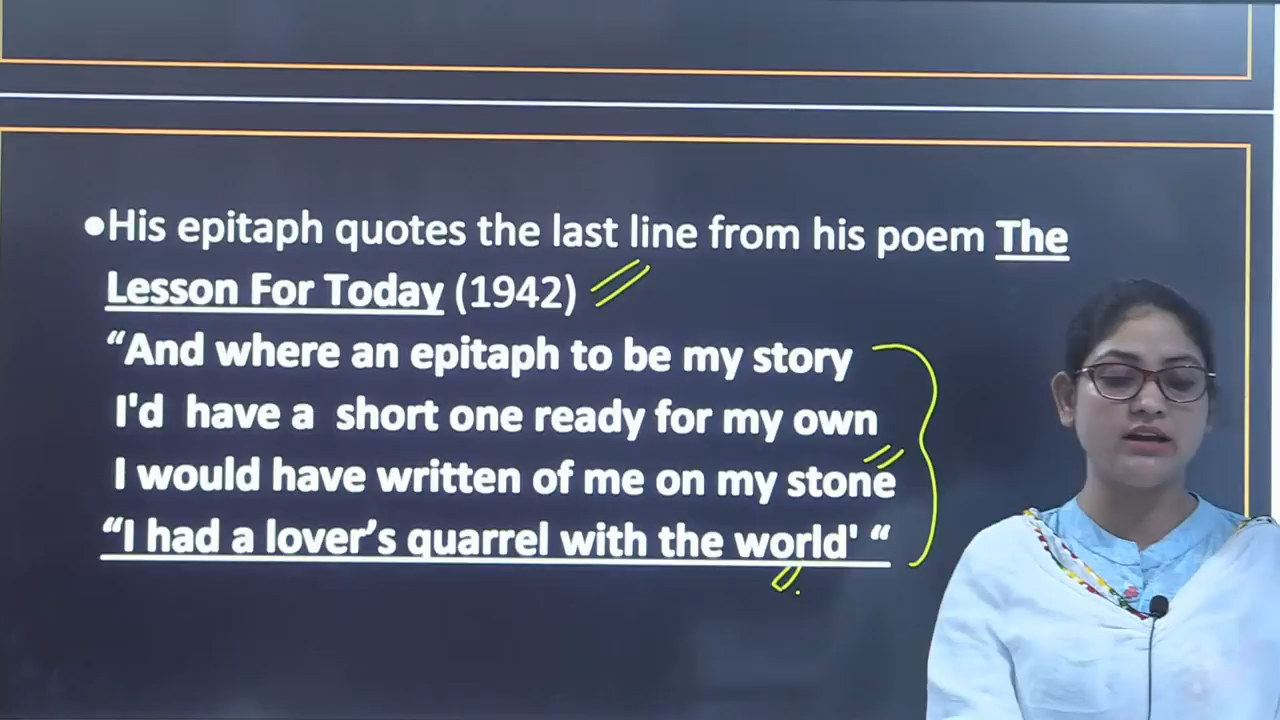 •His epitaph quotes the last line from his poem The
Lesson For Today (1942)
“And where an epitaph to be my story
I'd have a short one ready for my own
I would have written of me on my stone
“I had a lover’s quarrel with the world' “